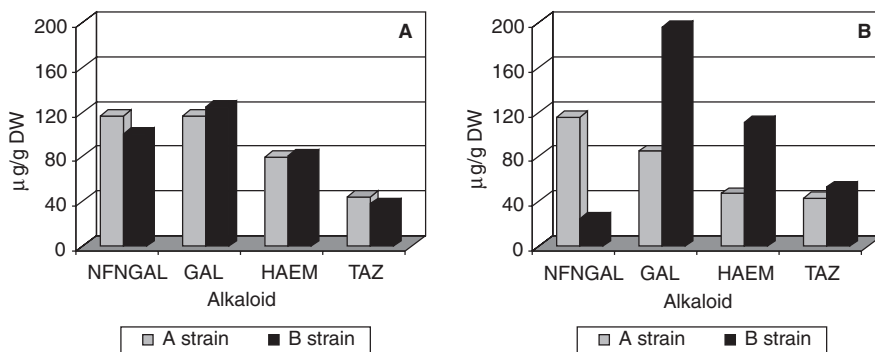 A
200
160
120
80
40
0
µg/g DW
NFNGAL GAL HAEM TAZ
Alkaloid
A strain B strain
B
200
160
120
80
40
0
µg/g DW
NFNGAL GAL HAEM TAZ
Alkaloid
A strain B strain